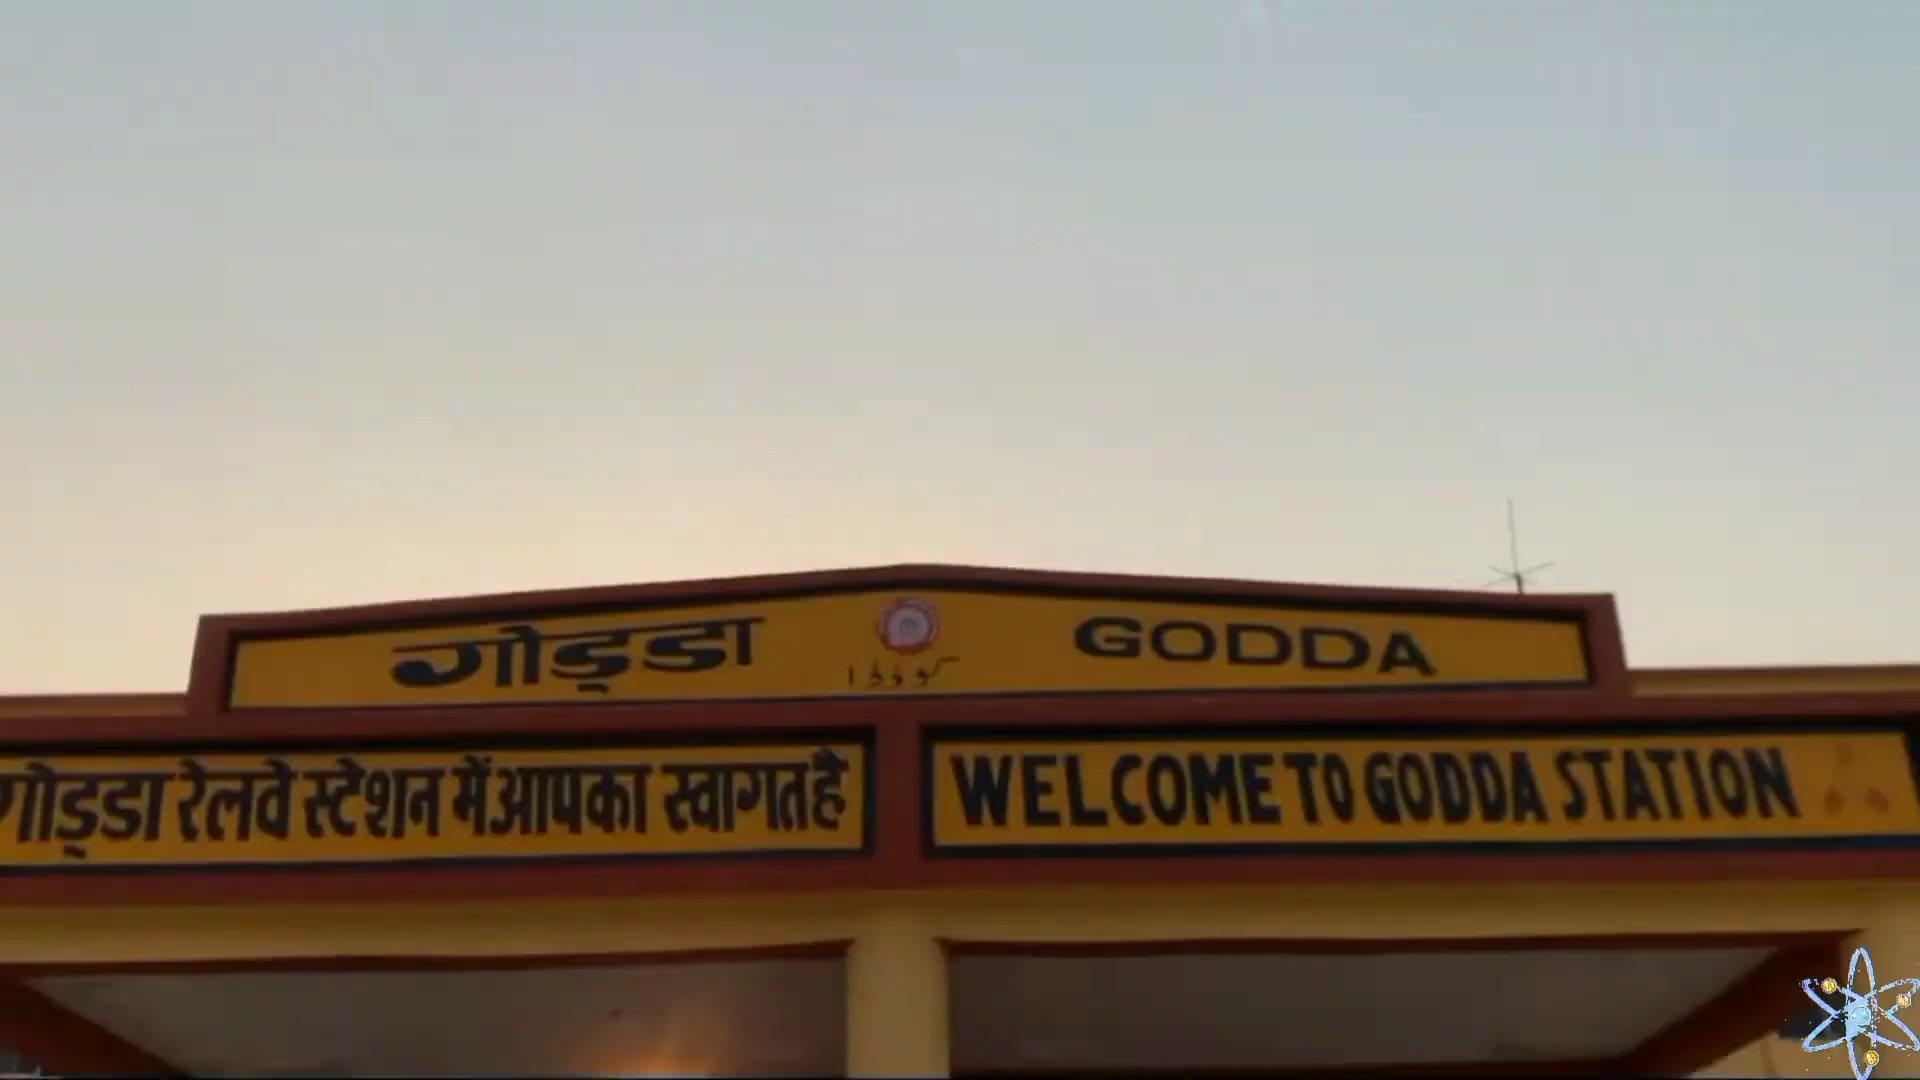 गोड्डा GODDA
गोड्डा रेलवे स्टेशन में आपका स्वागत है
WELCOME TO GODDA STATION